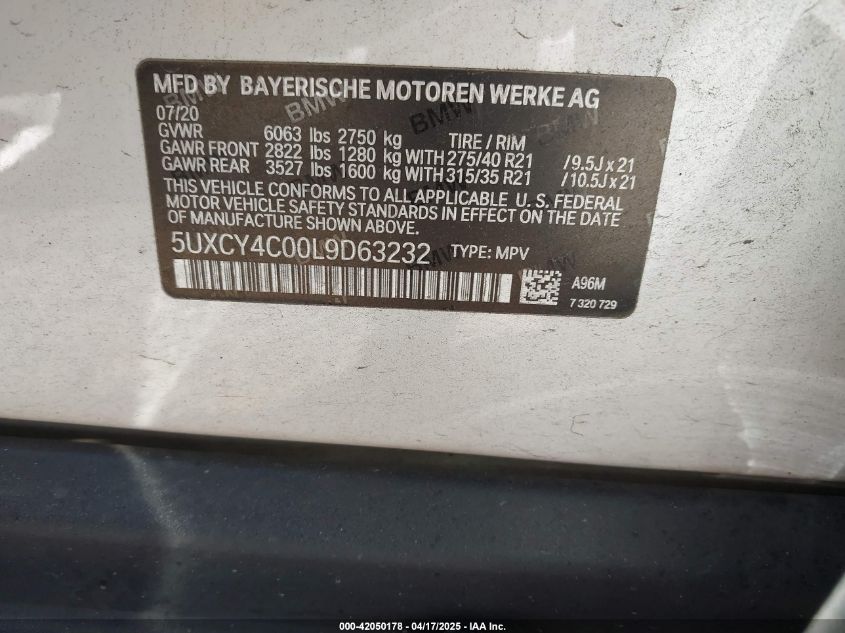 MFD BY BAYERISCHE MOTOREN WERKE AG
07/20
GVWR 6063 lbs 2750 kg TIRE / RIM
GAWR FRONT 2822 lbs 1280 kg WITH 275/40 R21 /9.5J x 21
GAWR REAR 3527 lbs 1600 kg WITH 315/35 R21 /10.5J x 21
THIS VEHICLE CONFORMS TO ALL APPLICABLE U. S. FEDERAL
MOTOR VEHICLE SAFETY STANDARDS IN EFFECT ON THE DATE
OF MANUFACTURE SHOWN ABOVE.
5UXCY4C00L9D63232 TYPE: MPV
A96M
7 320 729
000-42050178 - 04/17/2025 - IAA Inc.